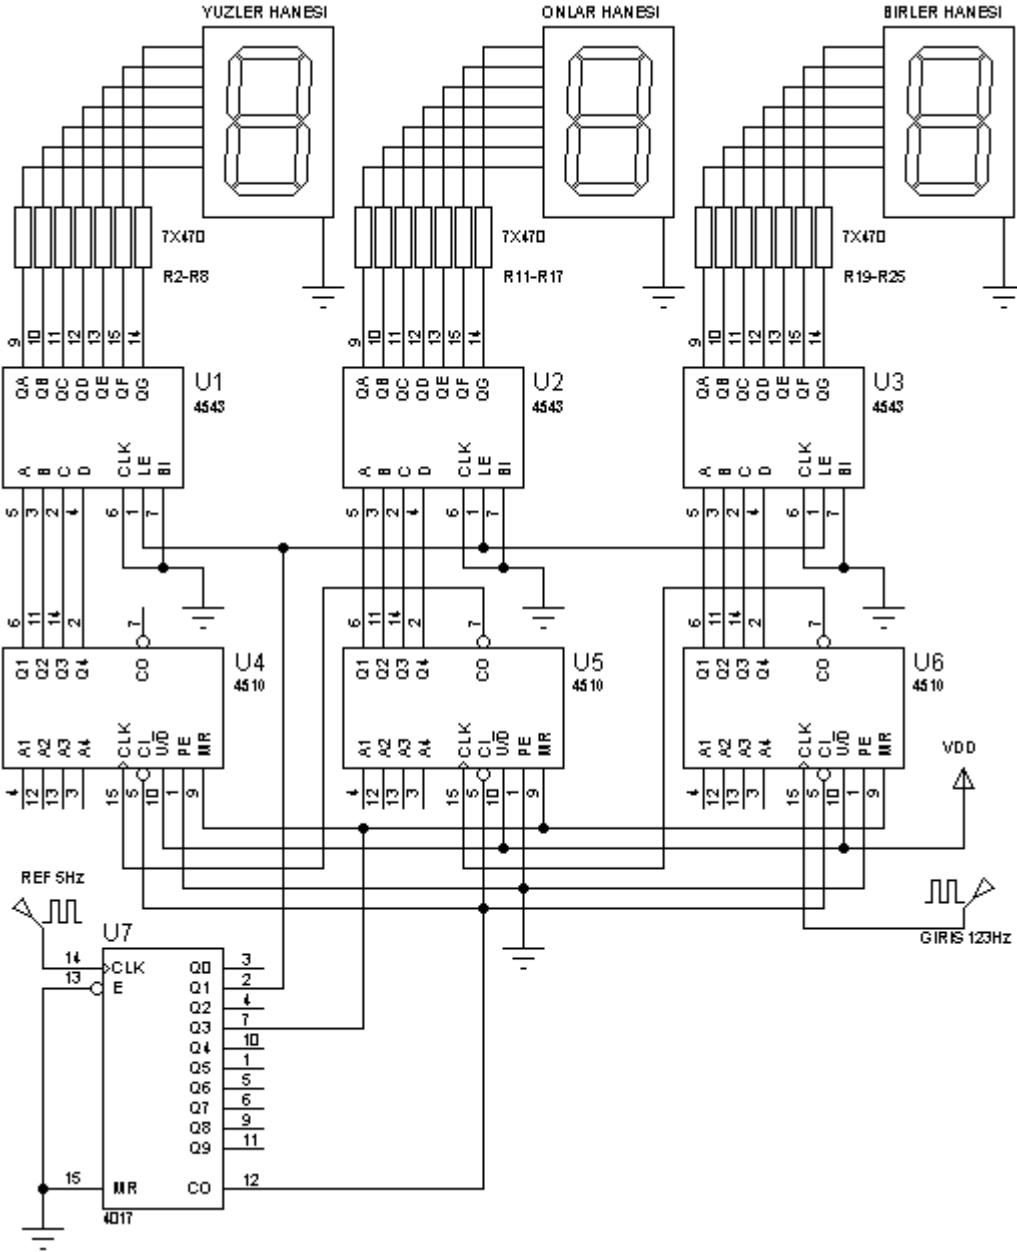 YUZLER HANESI ONLAR HANESI BIRLER HANESI
7X470 7X470 7X470
R2-R8 R11-R17 R19-R25
9 10 11 12 13 15 14 9 10 11 12 13 15 14 9 10 11 12 13 15 14
QA QB QC QD QE QF QG U1 QA QB QC QD QE QF QG U2 QA QB QC QD QE QF QG U3
4543 4543 4543
A B C D CLK LE BI A B C D CLK LE BI A B C D CLK LE BI
5 3 2 4 6 1 7 5 3 2 4 6 1 7 5 3 2 4 6 1 7
6 11 14 2 7 6 11 14 2 7 6 11 14 2 7
Q1 Q2 Q3 Q4 CO U4 Q1 Q2 Q3 Q4 CO U5 Q1 Q2 Q3 Q4 CO U6
4510 4510 4510
A1 A2 A3 A4 CLK CI U/D PE MR A1 A2 A3 A4 CLK CI U/D PE MR A1 A2 A3 A4 CLK CI U/D PE MR
VDD
4 12 13 3 15 5 10 1 9 4 12 13 3 15 5 10 1 9 4 12 13 3 15 5 10 1 9
REF 5Hz
GIRIS 123Hz
U7
14 CLK Q0 3
13 E Q1 2
Q2 4
Q3 7
Q4 10
Q5 1
Q6 5
Q7 6
Q8 9
Q9 11
15 MR CO 12
4017